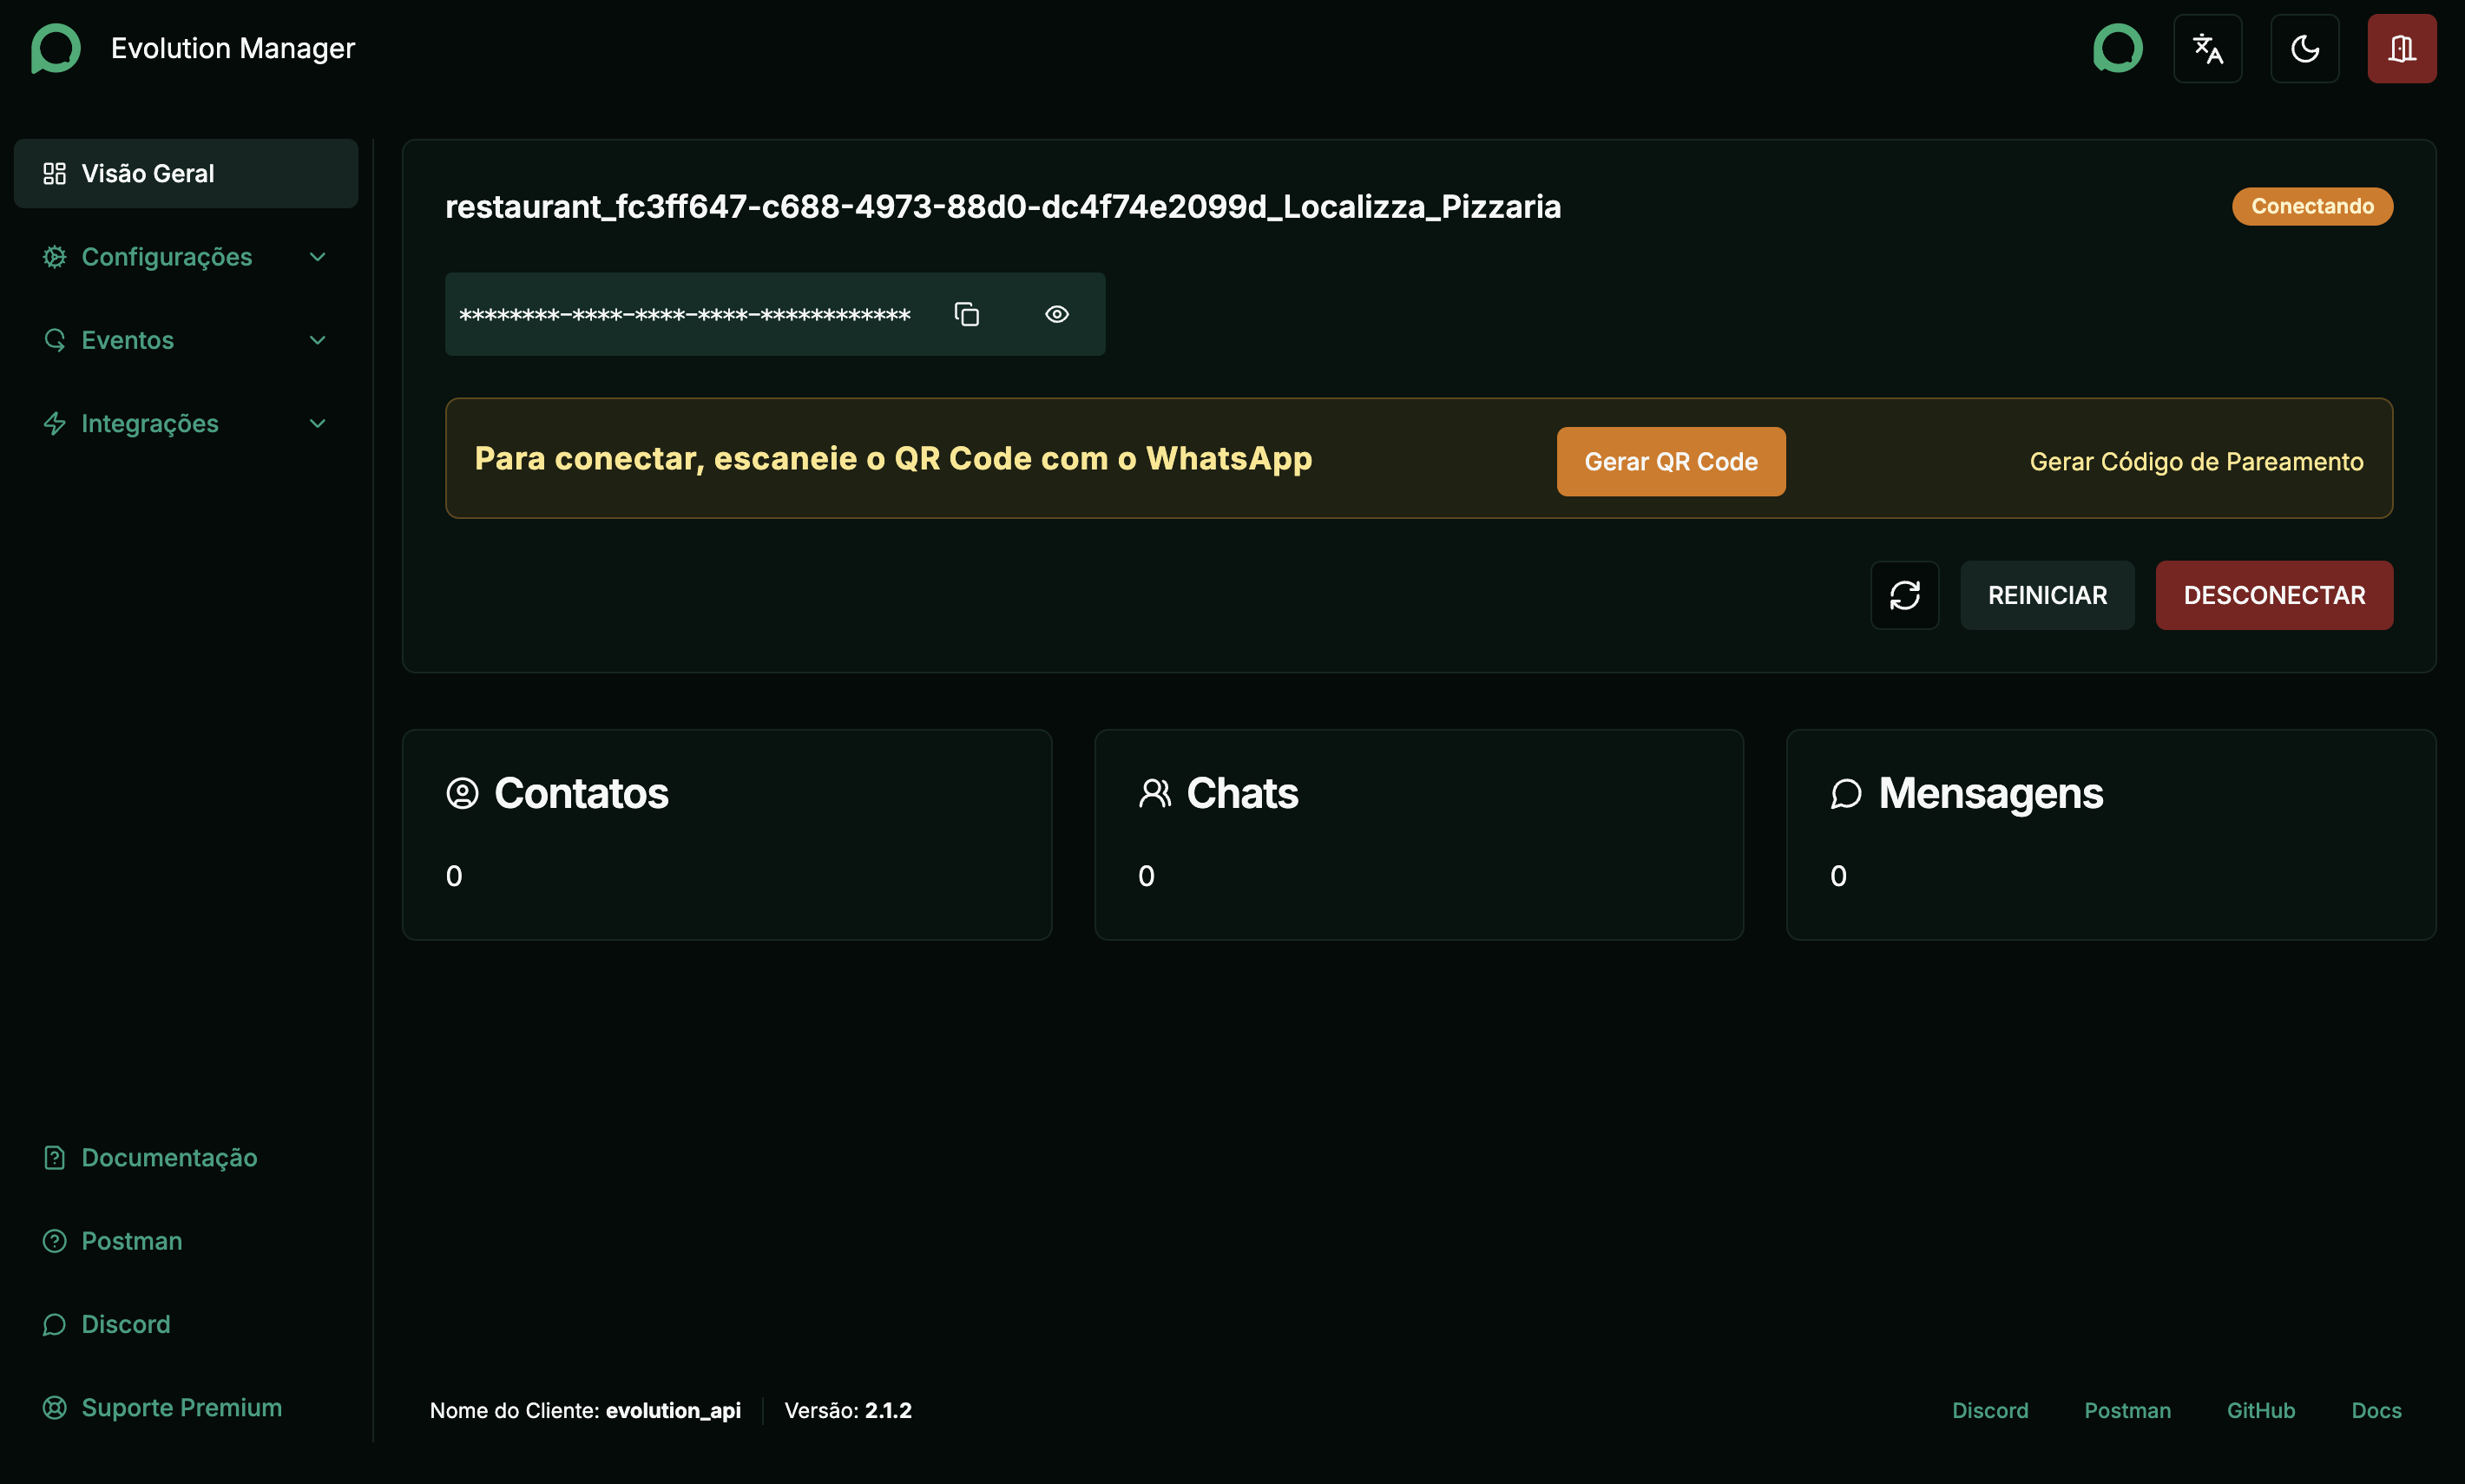 Evolution Manager
Visão Geral
Configurações
Eventos
Integrações
restaurant_fc3ff647-c688-4973-88d0-dc4f74e2099d_Localizza_Pizzaria
Conectando
********-****-****-****-************
Para conectar, escaneie o QR Code com o WhatsApp
Gerar QR Code
Gerar Código de Pareamento
REINICIAR
DESCONECTAR
Contatos
0
Chats
0
Mensagens
0
Documentação
Postman
Discord
Suporte Premium
Nome do Cliente: evolution_api
Versão: 2.1.2
Discord
Postman
GitHub
Docs